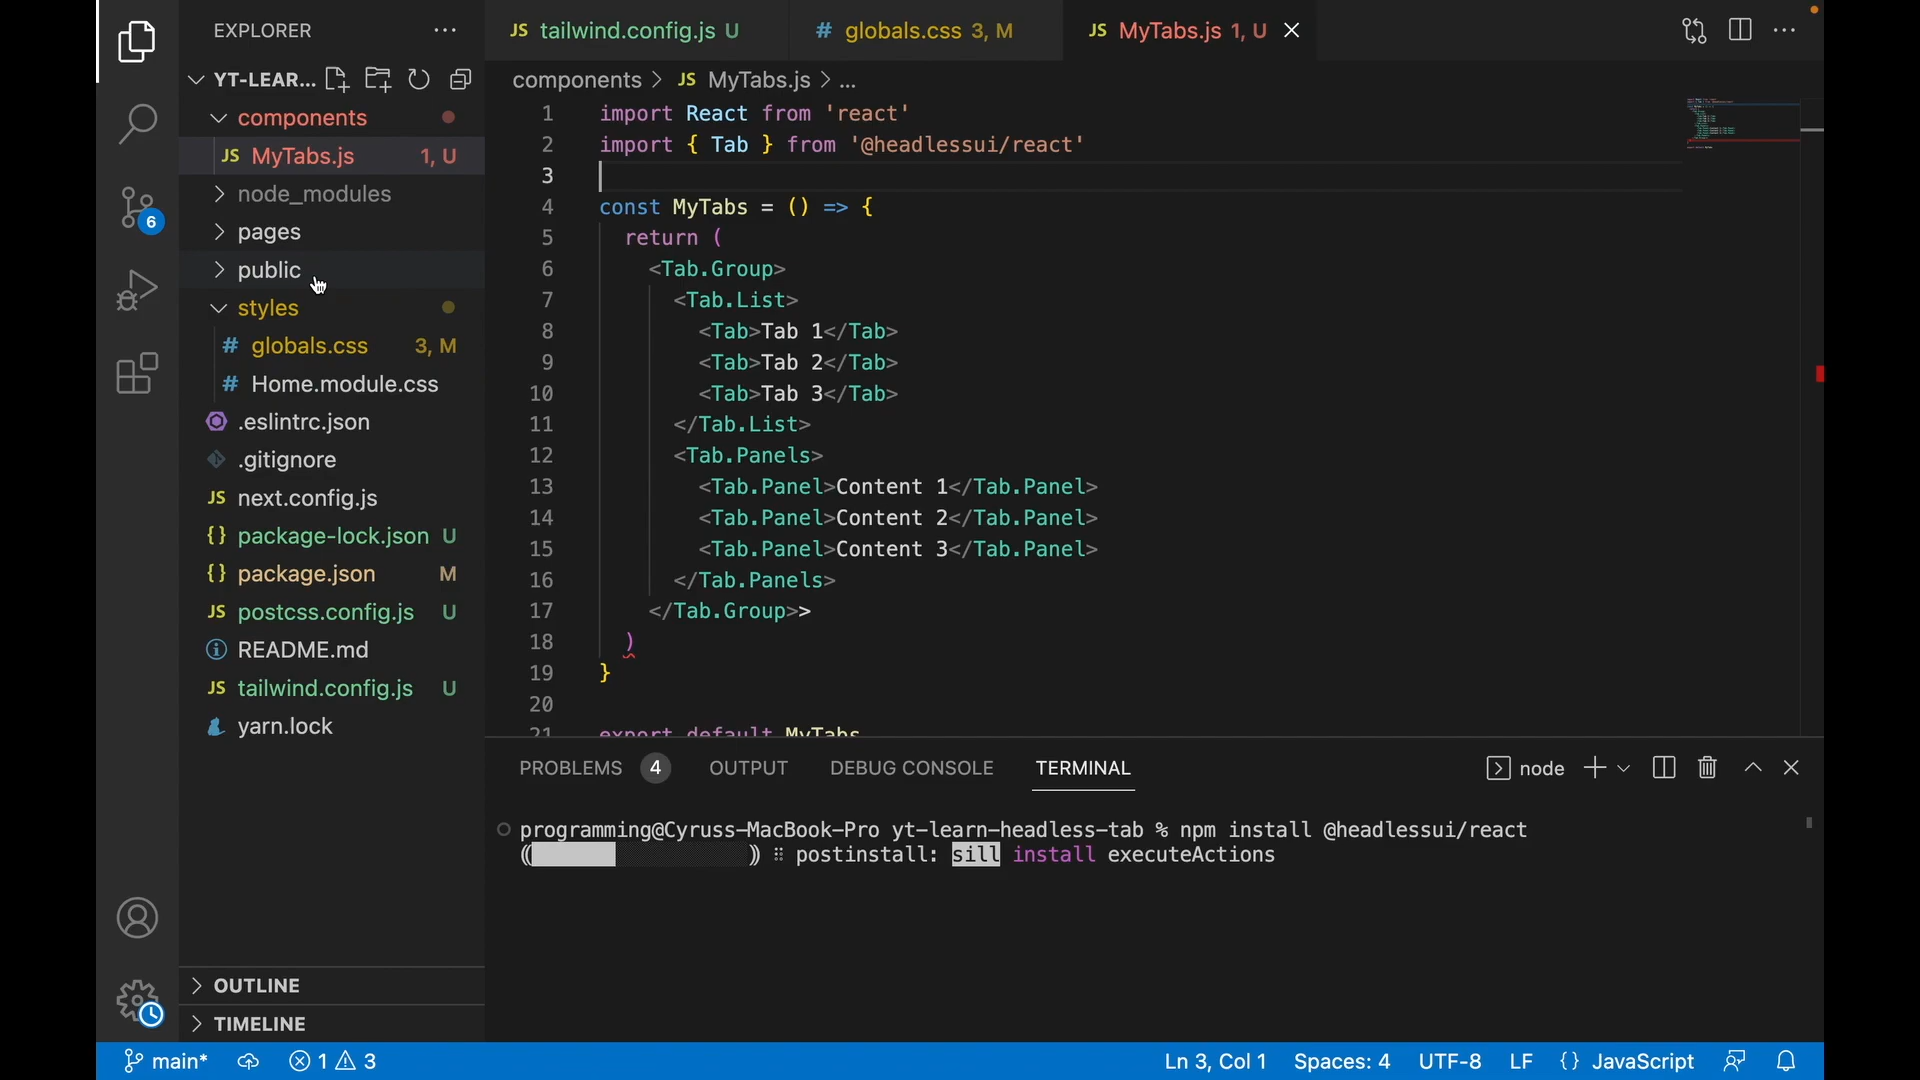 EXPLORER
YT-LEAR...
components
JS MyTabs.js 1, U
node_modules
pages
public
styles
# globals.css 3, M
# Home.module.css
.eslintrc.json
.gitignore
JS next.config.js
{} package-lock.json U
{} package.json M
JS postcss.config.js U
README.md
JS tailwind.config.js U
yarn.lock
OUTLINE
TIMELINE
6
JS tailwind.config.js U
# globals.css 3, M
JS MyTabs.js 1, U
components > JS MyTabs.js > ...
1 import React from 'react'
2 import { Tab } from '@headlessui/react'
3
4 const MyTabs = () => {
5 return (
6 <Tab.Group>
7 <Tab.List>
8 <Tab>Tab 1</Tab>
9 <Tab>Tab 2</Tab>
10 <Tab>Tab 3</Tab>
11 </Tab.List>
12 <Tab.Panels>
13 <Tab.Panel>Content 1</Tab.Panel>
14 <Tab.Panel>Content 2</Tab.Panel>
15 <Tab.Panel>Content 3</Tab.Panel>
16 </Tab.Panels>
17 </Tab.Group>>
18 )
19 }
20
21 export default MyTabs
PROBLEMS 4 OUTPUT DEBUG CONSOLE TERMINAL
node
programming@Cyruss-MacBook-Pro yt-learn-headless-tab % npm install @headlessui/react
postinstall: sill install executeActions
main* 1 3
Ln 3, Col 1 Spaces: 4 UTF-8 LF {} JavaScript